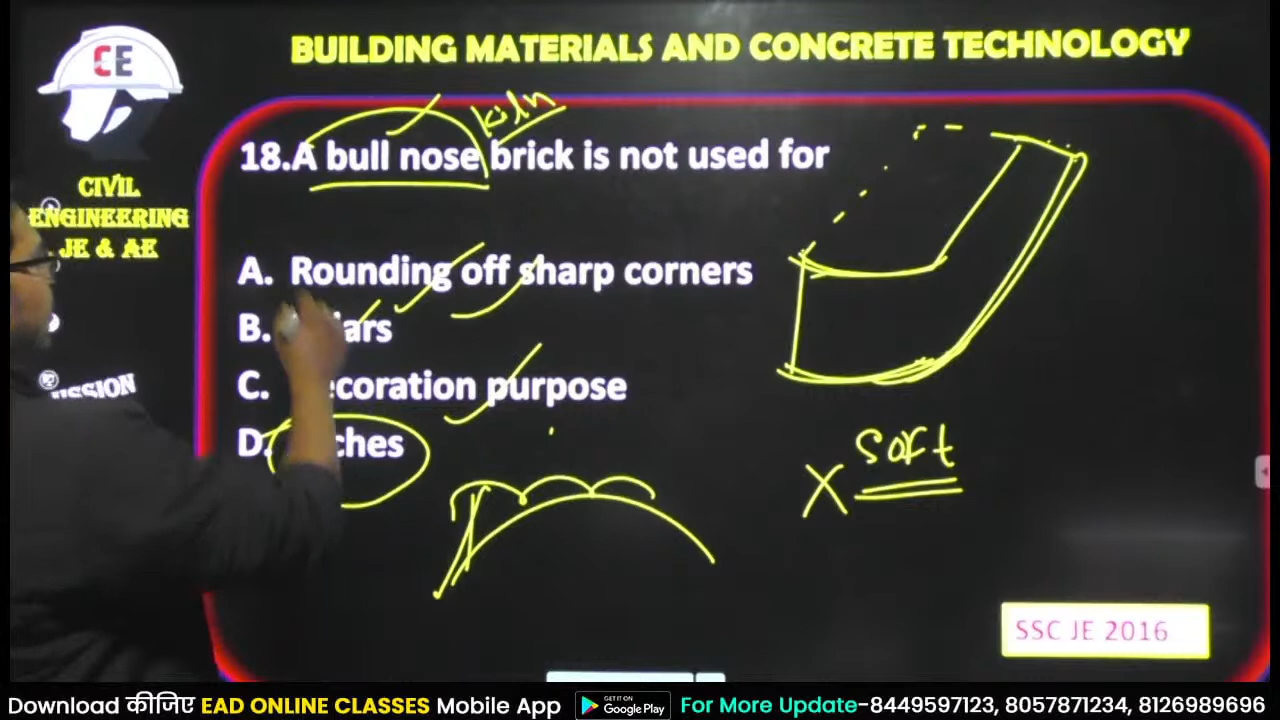 CE
BUILDING MATERIALS AND CONCRETE TECHNOLOGY
kiln
18.A bull nose brick is not used for
CIVIL
ENGINEERING
JE & AE
A. Rounding off sharp corners
B.
C. ecoration purpose
D.
X soft
SSC JE 2016
Download कीजिए EAD ONLINE CLASSES Mobile App GET IT ON Google Play For More Update-8449597123, 8057871234, 8126989696